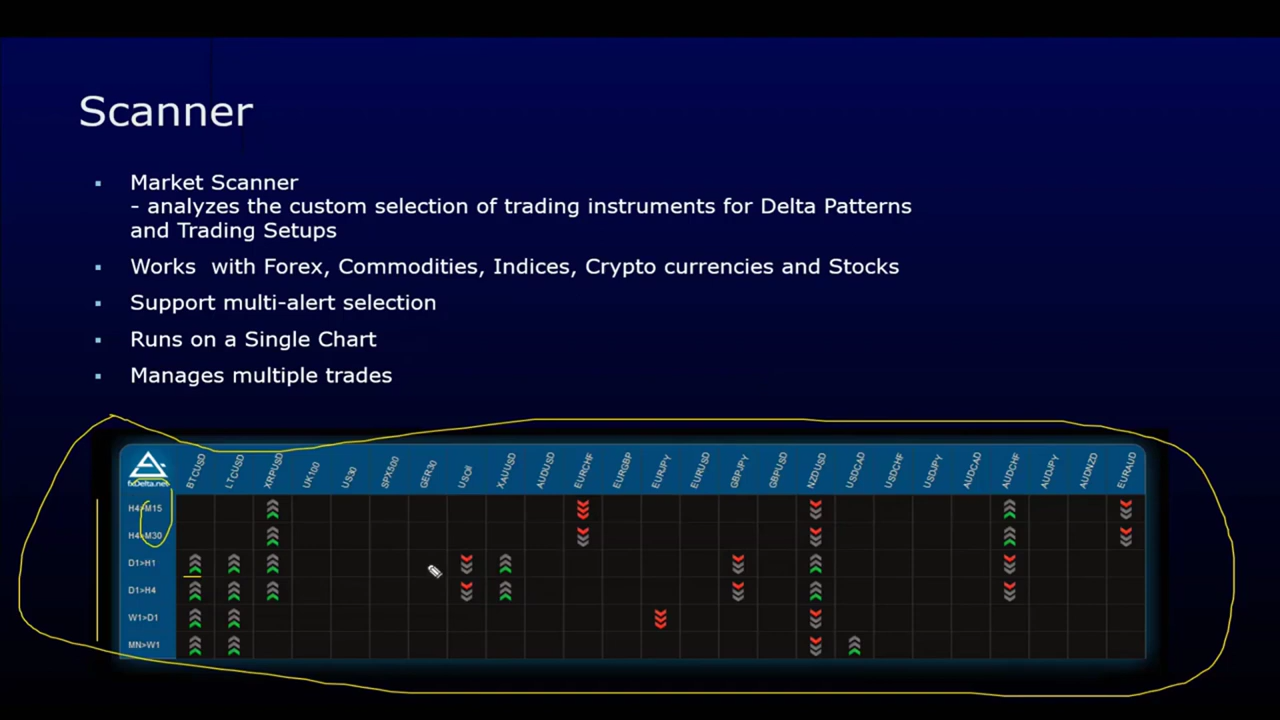 Scanner
Market Scanner
- analyzes the custom selection of trading instruments for Delta Patterns
and Trading Setups
Works with Forex, Commodities, Indices, Crypto currencies and Stocks
Support multi-alert selection
Runs on a Single Chart
Manages multiple trades
fxDelta.net
BTCUSD LTCUSD XRPUSD UK100 US30 SPX500 GER30 USOil XAUUSD AUDUSD EURCHF EURGBP EURJPY EURUSD GBPJPY GBPUSD NZDUSD USDCAD USDCHF USDJPY AUDCAD AUDCHF AUDJPY AUDNZD EURAUD
H4>M15
H4>M30
D1>H1
D1>H4
W1>D1
MN>W1